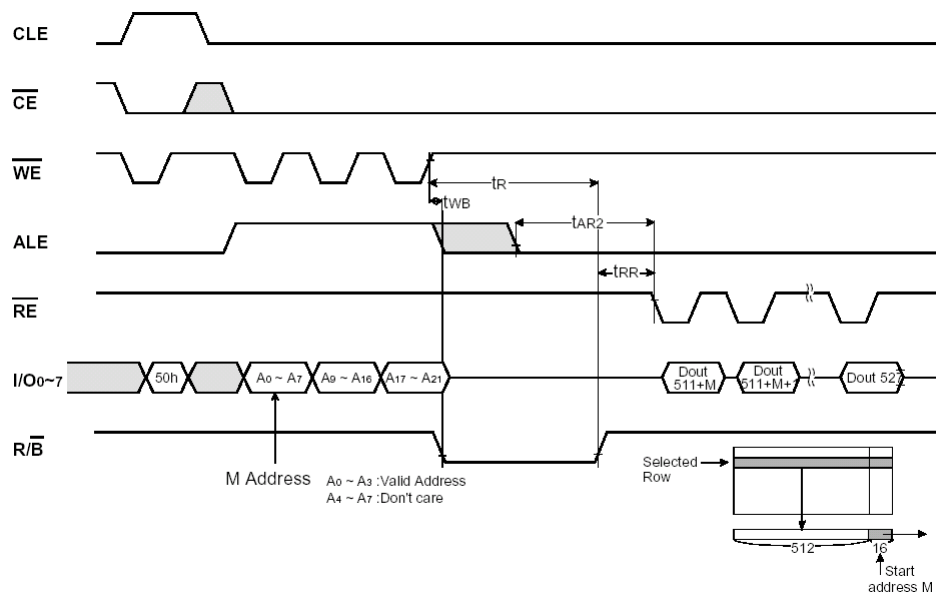 CLE
CE
WE
tR
tWB
ALE
tAR2
tRR
RE
I/O0~7
50h
A0 ~ A7
A9 ~ A16
A17 ~ A21
Dout
511+M
Dout
511+M+1
Dout 527
R/B
M Address
A0 ~ A3 :Valid Address
A4 ~ A7 :Don't care
Selected
Row
512
16
Start
address M